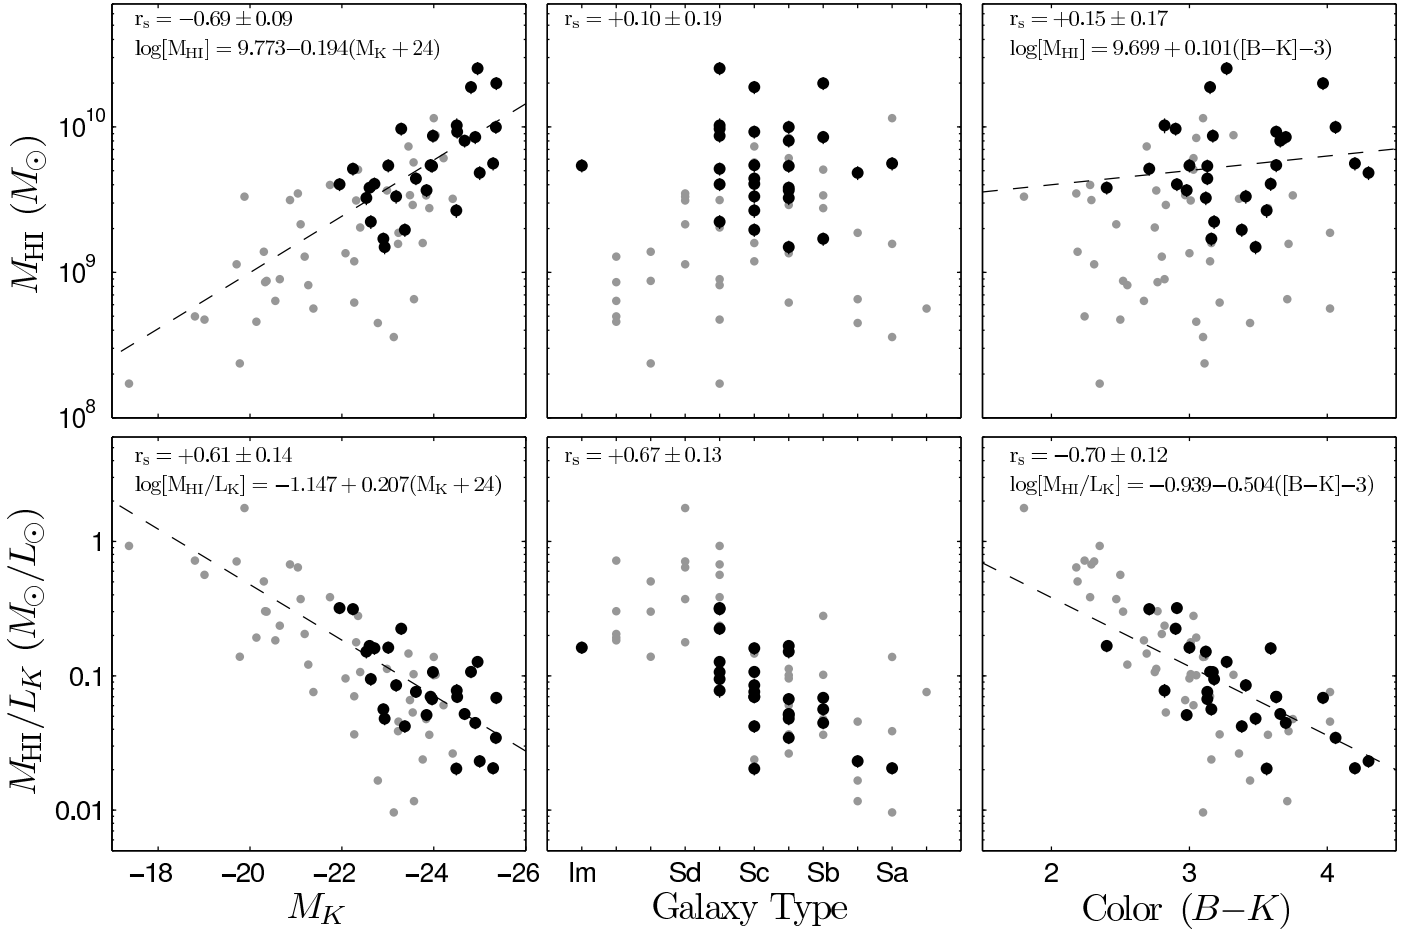 r_s = −0.69 ± 0.09
log[M_HI] = 9.773−0.194(M_K + 24)
r_s = +0.10 ± 0.19
r_s = +0.15 ± 0.17
log[M_HI] = 9.699 + 0.101([B−K]−3)
M_HI (M_⊙)
10^10
10^9
10^8
r_s = +0.61 ± 0.14
log[M_HI/L_K] = −1.147 + 0.207(M_K + 24)
r_s = +0.67 ± 0.13
r_s = −0.70 ± 0.12
log[M_HI/L_K] = −0.939−0.504([B−K]−3)
M_HI/L_K (M_⊙/L_⊙)
1
0.1
0.01
−18 −20 −22 −24 −26
Im Sd Sc Sb Sa
2 3 4
M_K
Galaxy Type
Color (B−K)